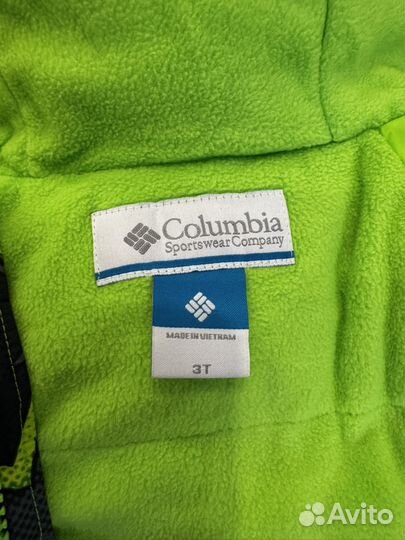 Columbia
Sportswear Company
MADE IN VIETNAM
3T
Avito